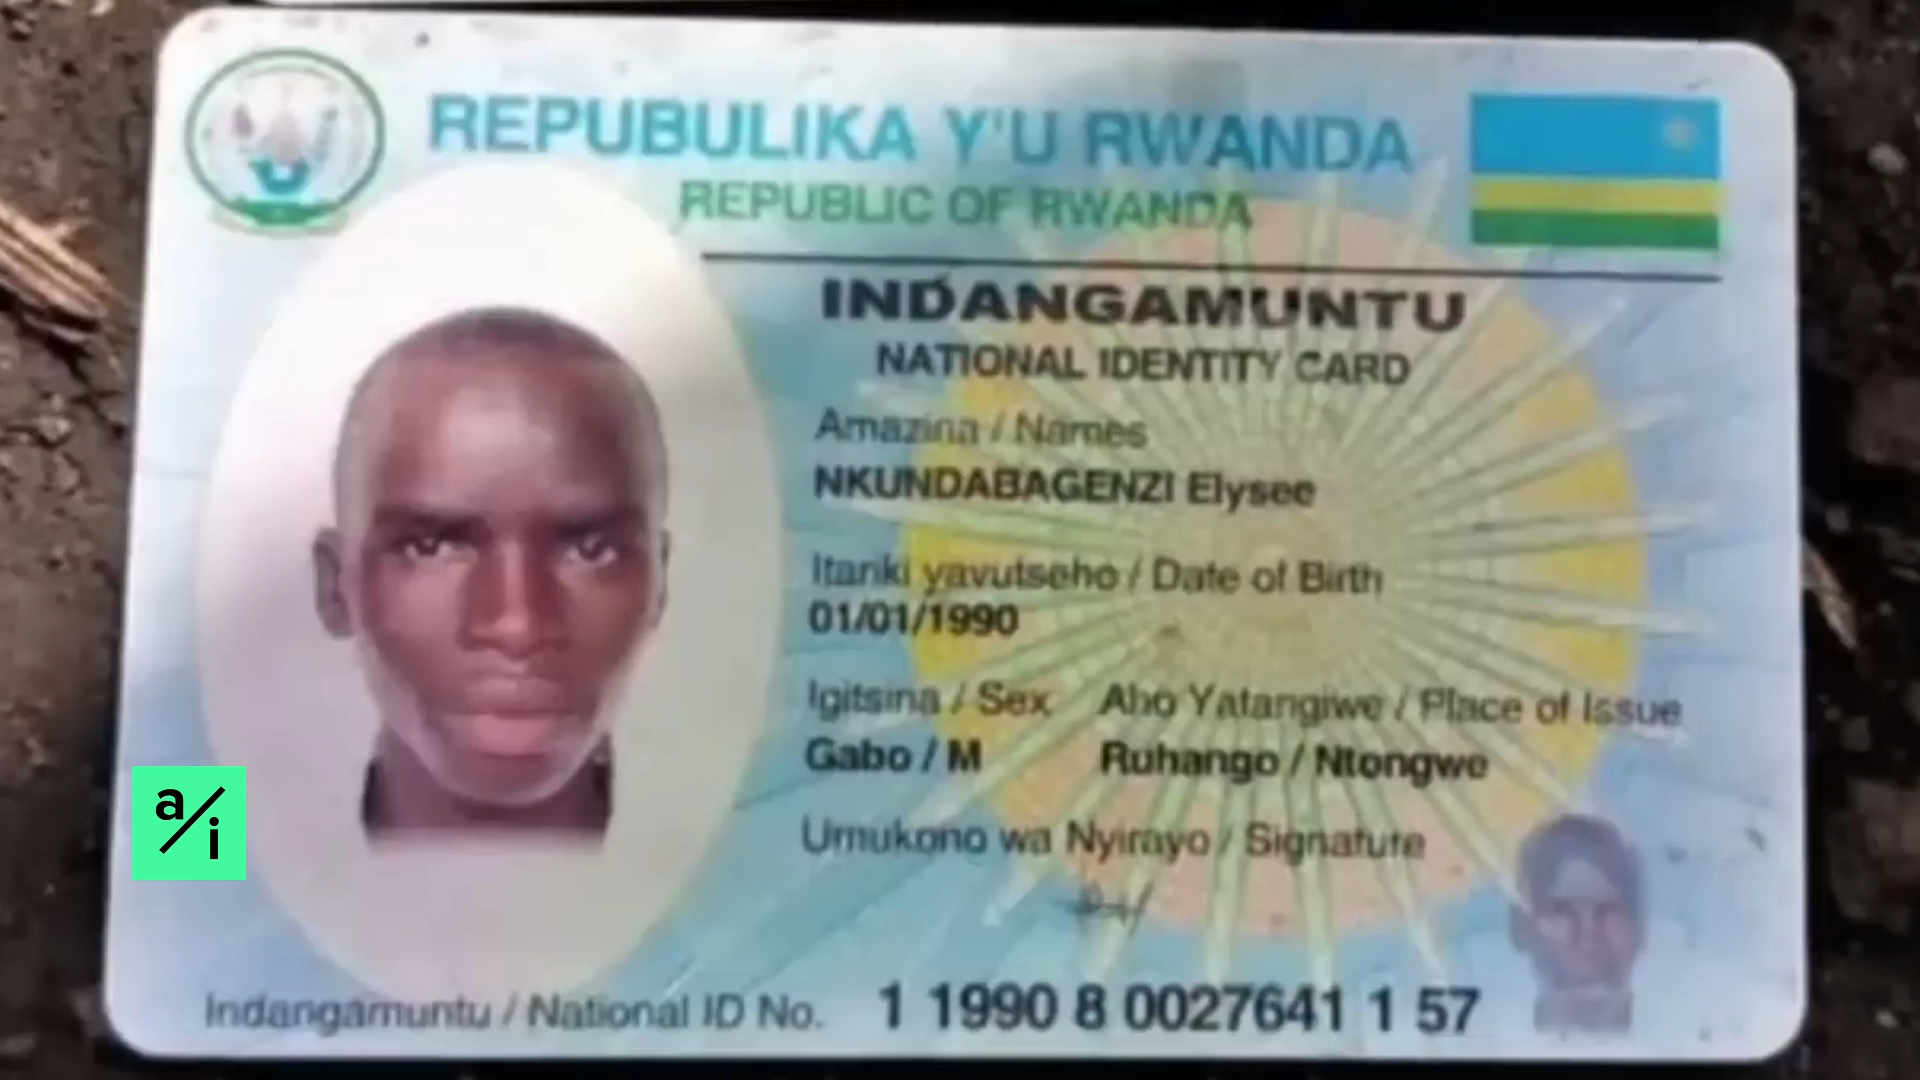 REPUBULIKA Y'U RWANDA
REPUBLIC OF RWANDA
INDANGAMUNTU
NATIONAL IDENTITY CARD
Amazina / Names
NKUNDABAGENZI Elysee
Itariki yavutseho / Date of Birth
01/01/1990
Igitsina / Sex Aho Yatangiwe / Place of Issue
Gabo / M Ruhango / Ntongwe
Umukono wa Nyirayo / Signature
a/i
Indangamuntu / National ID No. 1 1990 8 0027641 1 57